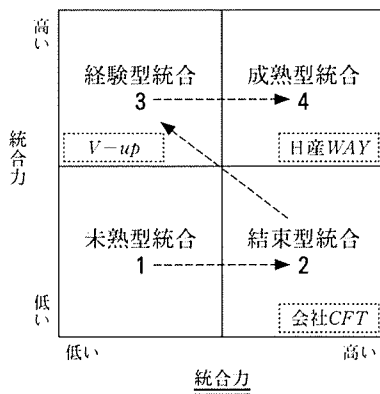 高い
経験型統合 成熟型統合
3 4
統合力
V-up 日産WAY
未熟型統合 結束型統合
1 2
低い
会社CFT
低い 高い
統合力